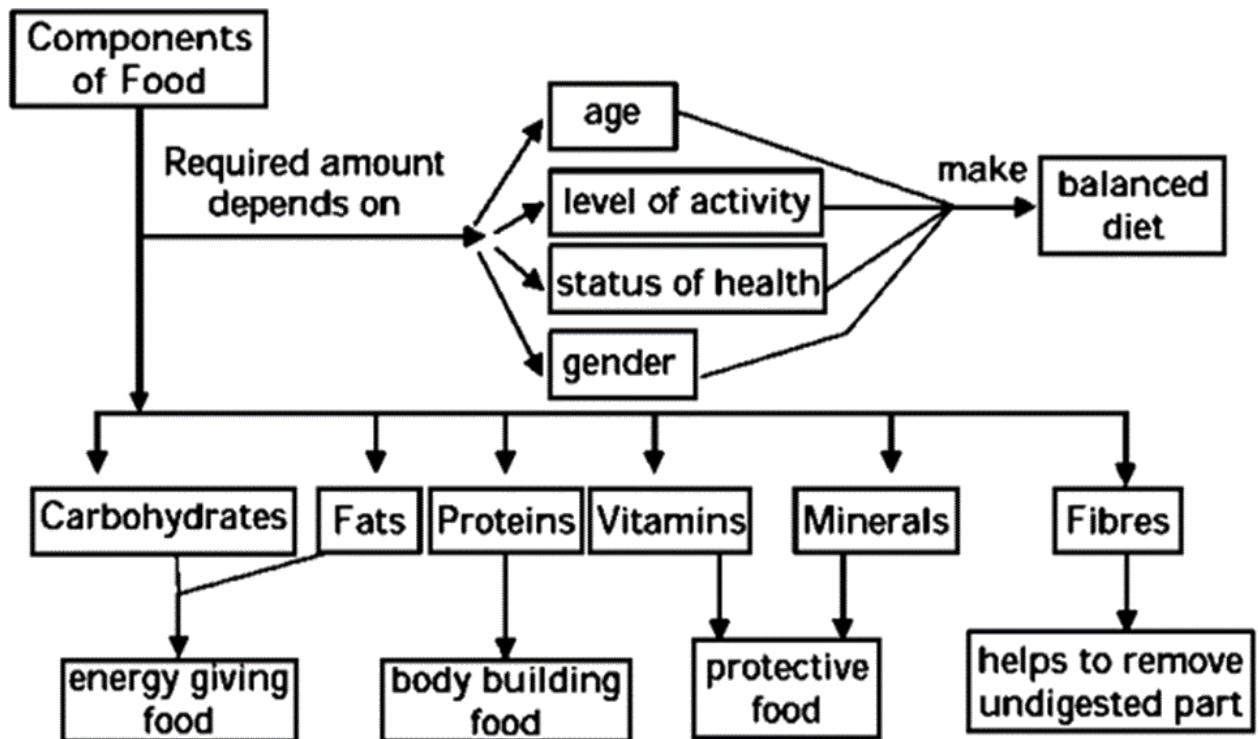 Components
of Food
Required amount
depends on
age
level of activity
status of health
gender
make
balanced
diet
Carbohydrates
Fats
Proteins
Vitamins
Minerals
Fibres
energy giving
food
body building
food
protective
food
helps to remove
undigested part